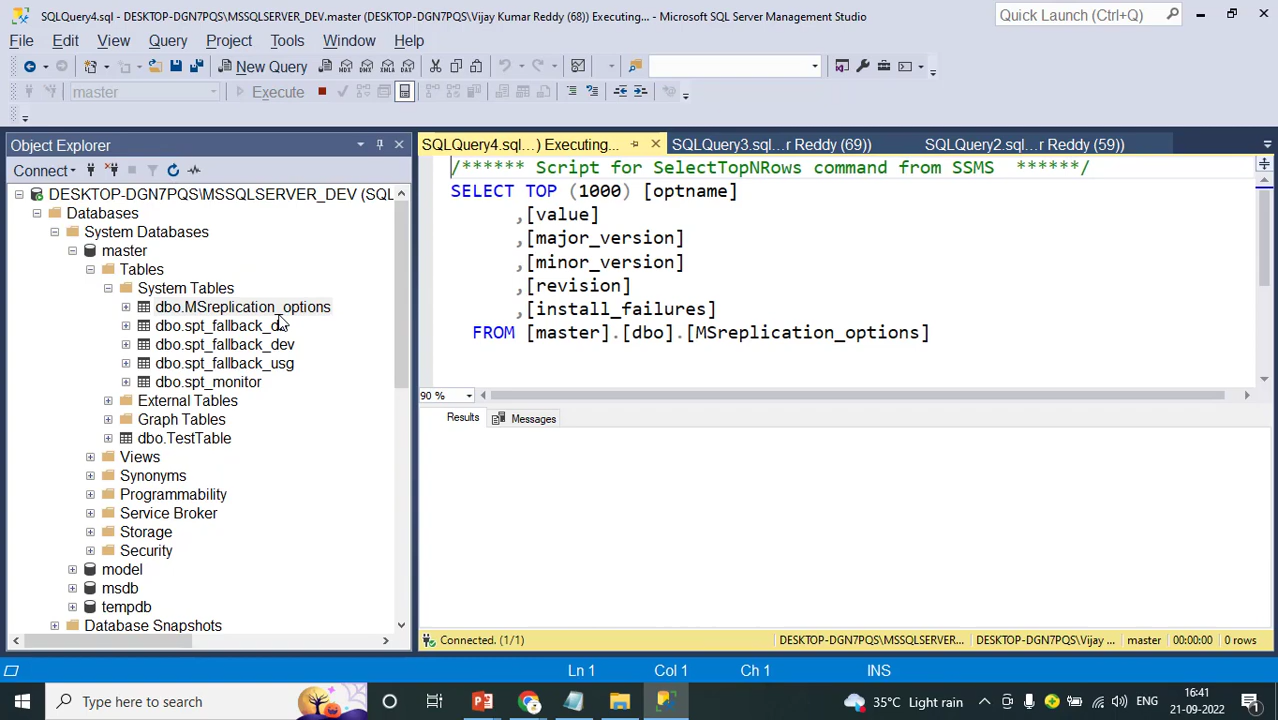 SQLQuery4.sql - DESKTOP-DGN7PQS\MSSQLSERVER_DEV.master (DESKTOP-DGN7PQS\Vijay Kumar Reddy (68)) Executing... - Microsoft SQL Server Management Studio
Quick Launch (Ctrl+Q)
File Edit View Query Project Tools Window Help
New Query
MDX DMX XMLA DAX
master
Execute
Object Explorer
SQLQuery4.sql...) Executing...
SQLQuery3.sql...r Reddy (69))
SQLQuery2.sql...r Reddy (59))
Connect
DESKTOP-DGN7PQS\MSSQLSERVER_DEV (SQL
Databases
System Databases
master
Tables
System Tables
dbo.MSreplication_options
dbo.spt_fallback_
dbo.spt_fallback_dev
dbo.spt_fallback_usg
dbo.spt_monitor
External Tables
Graph Tables
dbo.TestTable
Views
Synonyms
Programmability
Service Broker
Storage
Security
model
msdb
tempdb
Database Snapshots
/****** Script for SelectTopNRows command from SSMS  ******/
SELECT TOP (1000) [optname]
,[value]
,[major_version]
,[minor_version]
,[revision]
,[install_failures]
FROM [master].[dbo].[MSreplication_options]
90 %
Results
Messages
Connected. (1/1)
DESKTOP-DGN7PQS\MSSQLSERVER...
DESKTOP-DGN7PQS\Vijay ...
master
00:00:00
0 rows
Ln 1
Col 1
Ch 1
INS
Type here to search
35°C Light rain
ENG
16:41
21-09-2022
1